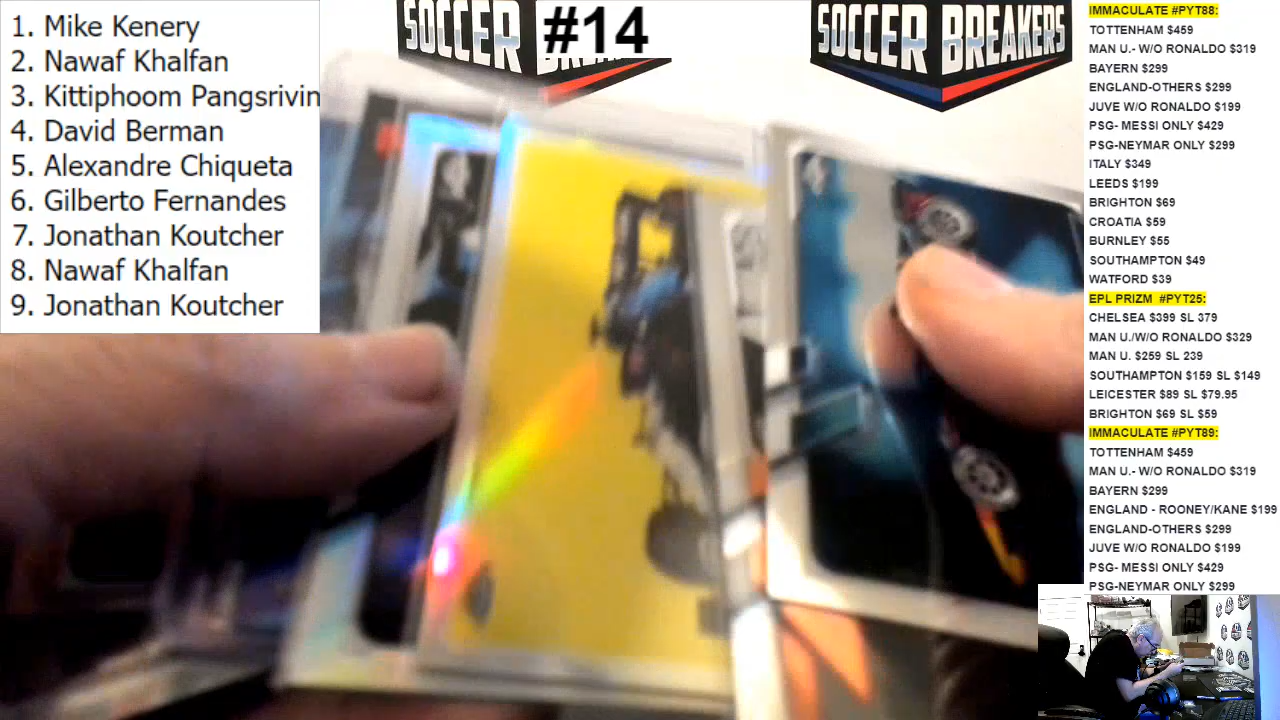 1. Mike Kenery
2. Nawaf Khalfan
3. Kittiphoom Pangsrivin
4. David Berman
5. Alexandre Chiqueta
6. Gilberto Fernandes
7. Jonathan Koutcher
8. Nawaf Khalfan
9. Jonathan Koutcher
SOCCER
#14
SOCCER BREAKERS
IMMACULATE #PYT88:
TOTTENHAM $459
MAN U.- W/O RONALDO $319
BAYERN $299
ENGLAND-OTHERS $299
JUVE W/O RONALDO $199
PSG- MESSI ONLY $429
PSG-NEYMAR ONLY $299
ITALY $349
LEEDS $199
BRIGHTON $69
CROATIA $59
BURNLEY $55
SOUTHAMPTON $49
WATFORD $39
EPL PRIZM #PYT25:
CHELSEA $399 SL 379
MAN U./W/O RONALDO $329
MAN U. $259 SL 239
SOUTHAMPTON $159 SL $149
LEICESTER $89 SL $79.95
BRIGHTON $69 SL $59
IMMACULATE #PYT89:
TOTTENHAM $459
MAN U.- W/O RONALDO $319
BAYERN $299
ENGLAND - ROONEY/KANE $199
ENGLAND-OTHERS $299
JUVE W/O RONALDO $199
PSG- MESSI ONLY $429
PSG-NEYMAR ONLY $299